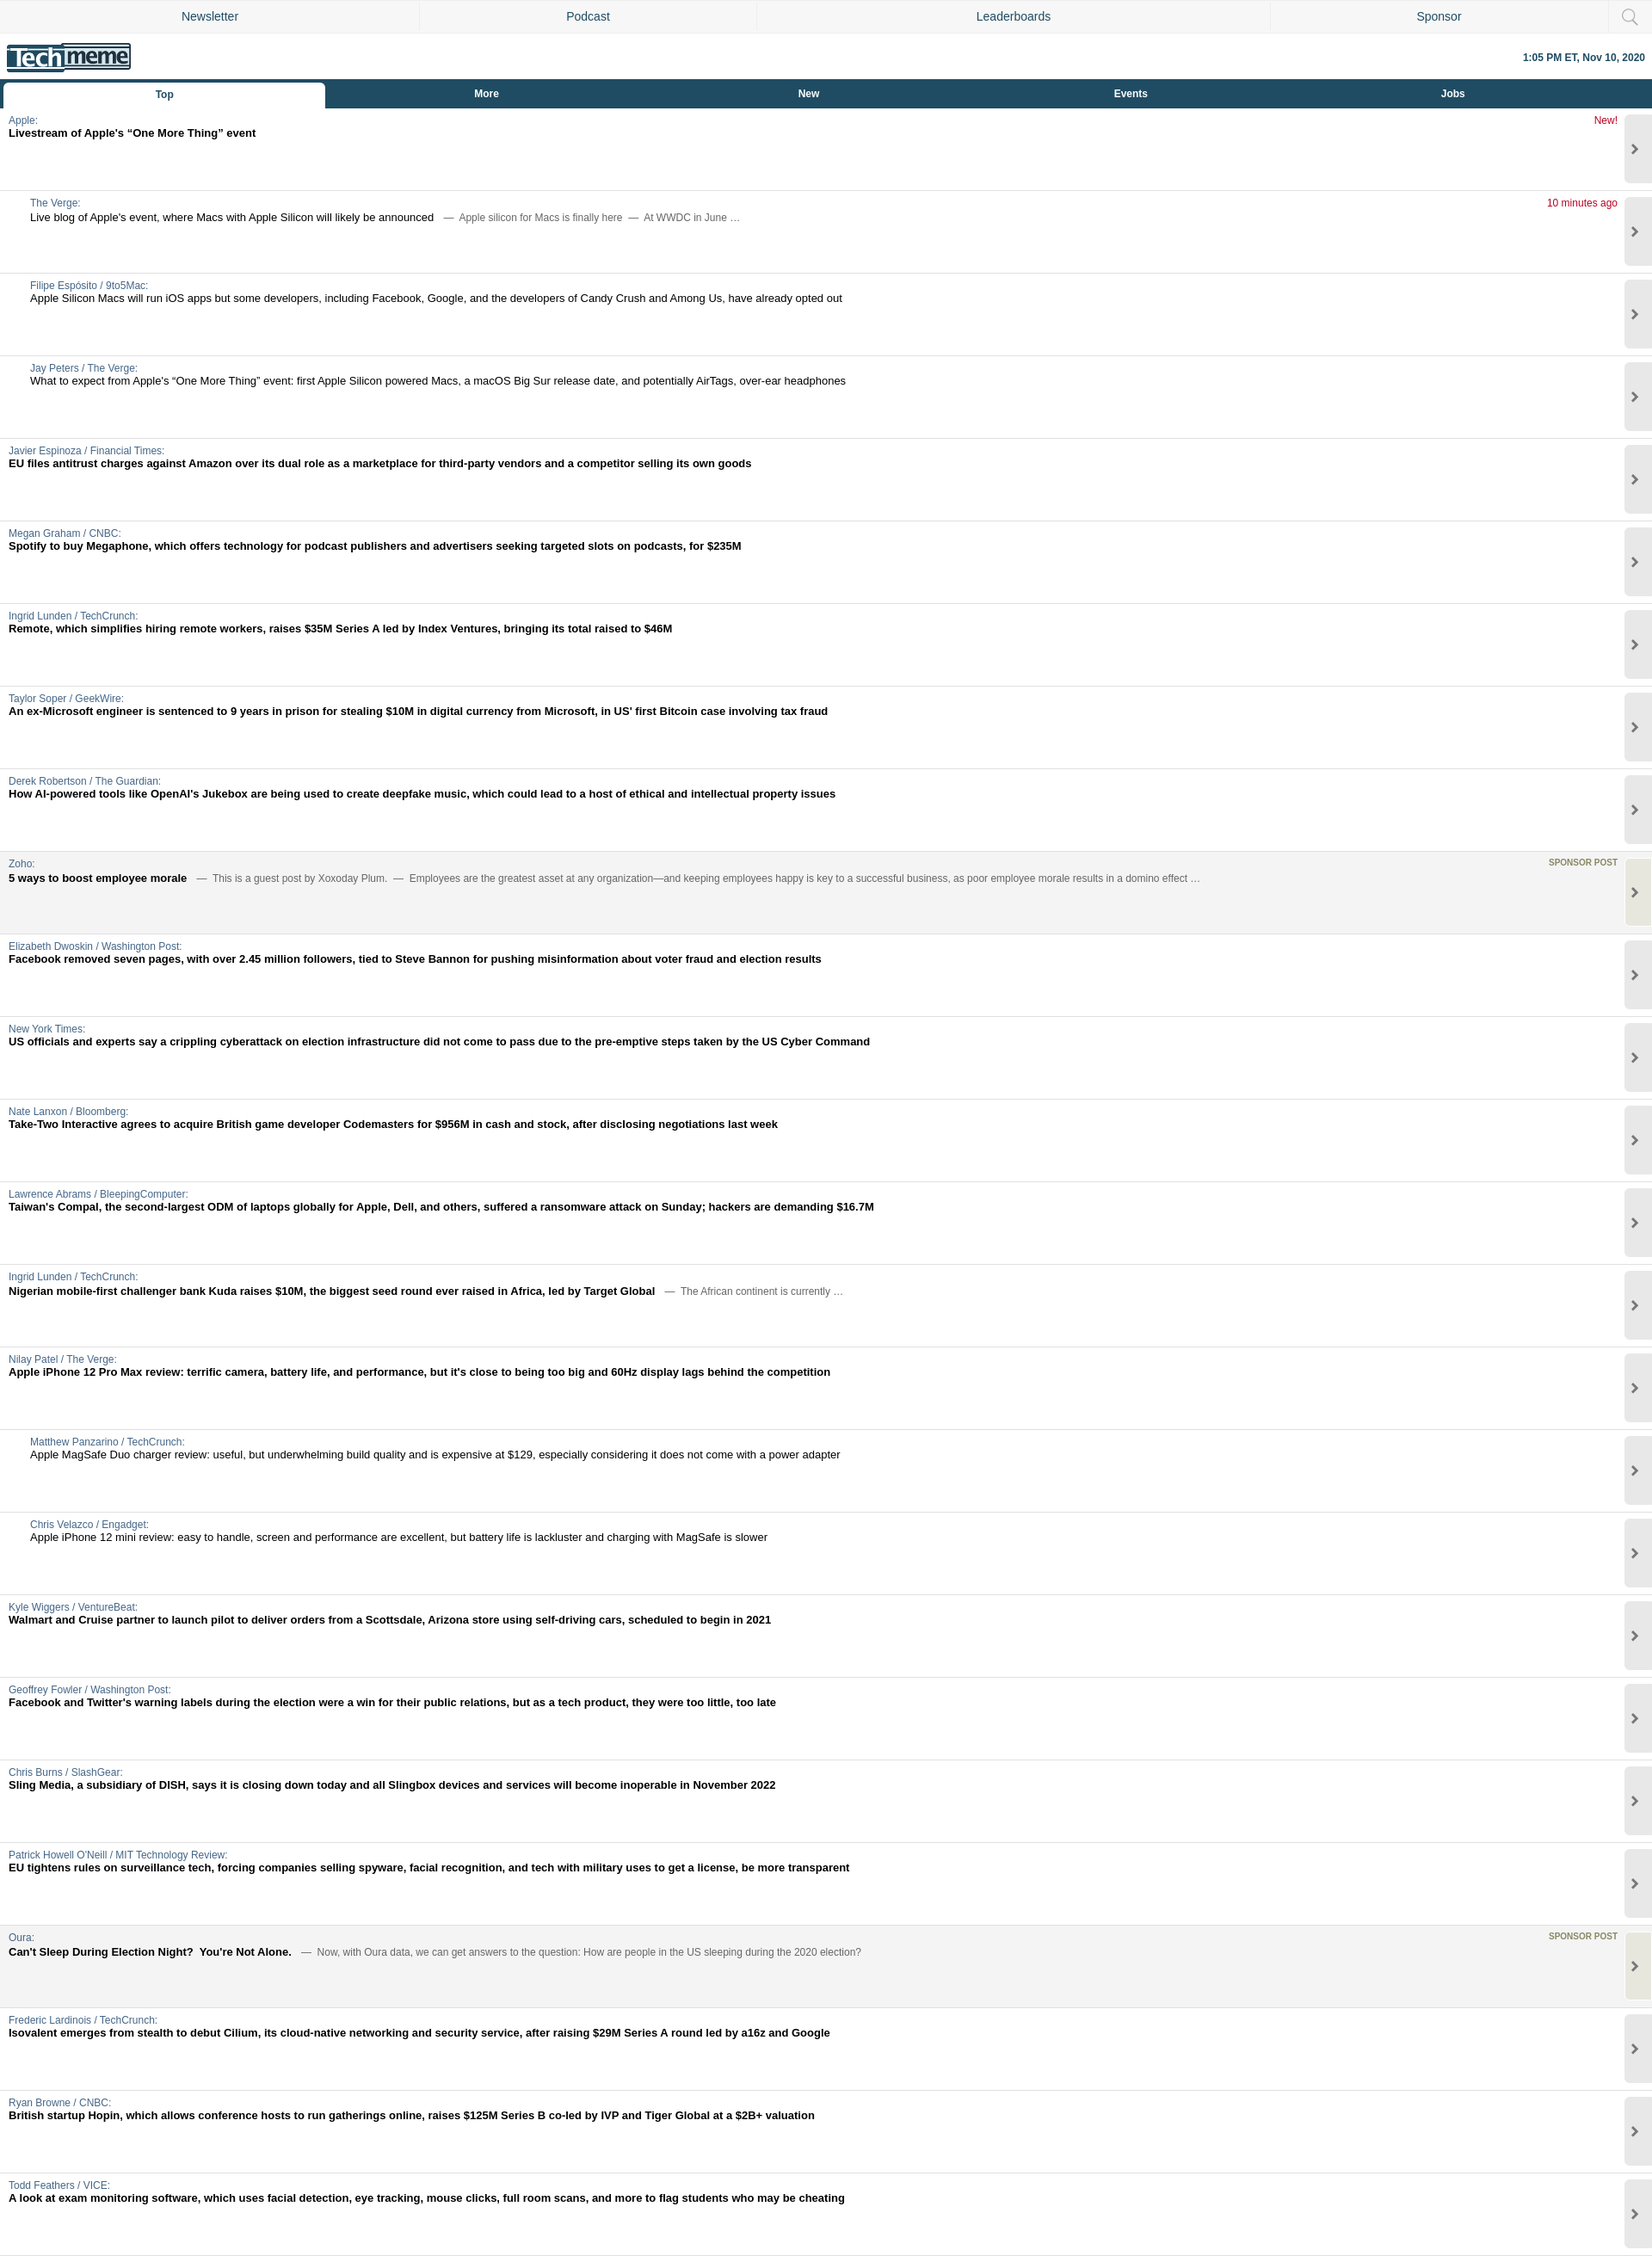 Newsletter Podcast Leaderboards Sponsor
Techmeme
1:05 PM ET, Nov 10, 2020
Top More New Events Jobs
Apple: New!
Livestream of Apple's “One More Thing” event
The Verge: 10 minutes ago
Live blog of Apple's event, where Macs with Apple Silicon will likely be announced — Apple silicon for Macs is finally here — At WWDC in June …
Filipe Espósito / 9to5Mac:
Apple Silicon Macs will run iOS apps but some developers, including Facebook, Google, and the developers of Candy Crush and Among Us, have already opted out
Jay Peters / The Verge:
What to expect from Apple's “One More Thing” event: first Apple Silicon powered Macs, a macOS Big Sur release date, and potentially AirTags, over-ear headphones
Javier Espinoza / Financial Times:
EU files antitrust charges against Amazon over its dual role as a marketplace for third-party vendors and a competitor selling its own goods
Megan Graham / CNBC:
Spotify to buy Megaphone, which offers technology for podcast publishers and advertisers seeking targeted slots on podcasts, for $235M
Ingrid Lunden / TechCrunch:
Remote, which simplifies hiring remote workers, raises $35M Series A led by Index Ventures, bringing its total raised to $46M
Taylor Soper / GeekWire:
An ex-Microsoft engineer is sentenced to 9 years in prison for stealing $10M in digital currency from Microsoft, in US' first Bitcoin case involving tax fraud
Derek Robertson / The Guardian:
How AI-powered tools like OpenAI's Jukebox are being used to create deepfake music, which could lead to a host of ethical and intellectual property issues
Zoho: SPONSOR POST
5 ways to boost employee morale — This is a guest post by Xoxoday Plum. — Employees are the greatest asset at any organization—and keeping employees happy is key to a successful business, as poor employee morale results in a domino effect …
Elizabeth Dwoskin / Washington Post:
Facebook removed seven pages, with over 2.45 million followers, tied to Steve Bannon for pushing misinformation about voter fraud and election results
New York Times:
US officials and experts say a crippling cyberattack on election infrastructure did not come to pass due to the pre-emptive steps taken by the US Cyber Command
Nate Lanxon / Bloomberg:
Take-Two Interactive agrees to acquire British game developer Codemasters for $956M in cash and stock, after disclosing negotiations last week
Lawrence Abrams / BleepingComputer:
Taiwan's Compal, the second-largest ODM of laptops globally for Apple, Dell, and others, suffered a ransomware attack on Sunday; hackers are demanding $16.7M
Ingrid Lunden / TechCrunch:
Nigerian mobile-first challenger bank Kuda raises $10M, the biggest seed round ever raised in Africa, led by Target Global — The African continent is currently …
Nilay Patel / The Verge:
Apple iPhone 12 Pro Max review: terrific camera, battery life, and performance, but it's close to being too big and 60Hz display lags behind the competition
Matthew Panzarino / TechCrunch:
Apple MagSafe Duo charger review: useful, but underwhelming build quality and is expensive at $129, especially considering it does not come with a power adapter
Chris Velazco / Engadget:
Apple iPhone 12 mini review: easy to handle, screen and performance are excellent, but battery life is lackluster and charging with MagSafe is slower
Kyle Wiggers / VentureBeat:
Walmart and Cruise partner to launch pilot to deliver orders from a Scottsdale, Arizona store using self-driving cars, scheduled to begin in 2021
Geoffrey Fowler / Washington Post:
Facebook and Twitter's warning labels during the election were a win for their public relations, but as a tech product, they were too little, too late
Chris Burns / SlashGear:
Sling Media, a subsidiary of DISH, says it is closing down today and all Slingbox devices and services will become inoperable in November 2022
Patrick Howell O'Neill / MIT Technology Review:
EU tightens rules on surveillance tech, forcing companies selling spyware, facial recognition, and tech with military uses to get a license, be more transparent
Oura: SPONSOR POST
Can't Sleep During Election Night? You're Not Alone. — Now, with Oura data, we can get answers to the question: How are people in the US sleeping during the 2020 election?
Frederic Lardinois / TechCrunch:
Isovalent emerges from stealth to debut Cilium, its cloud-native networking and security service, after raising $29M Series A round led by a16z and Google
Ryan Browne / CNBC:
British startup Hopin, which allows conference hosts to run gatherings online, raises $125M Series B co-led by IVP and Tiger Global at a $2B+ valuation
Todd Feathers / VICE:
A look at exam monitoring software, which uses facial detection, eye tracking, mouse clicks, full room scans, and more to flag students who may be cheating